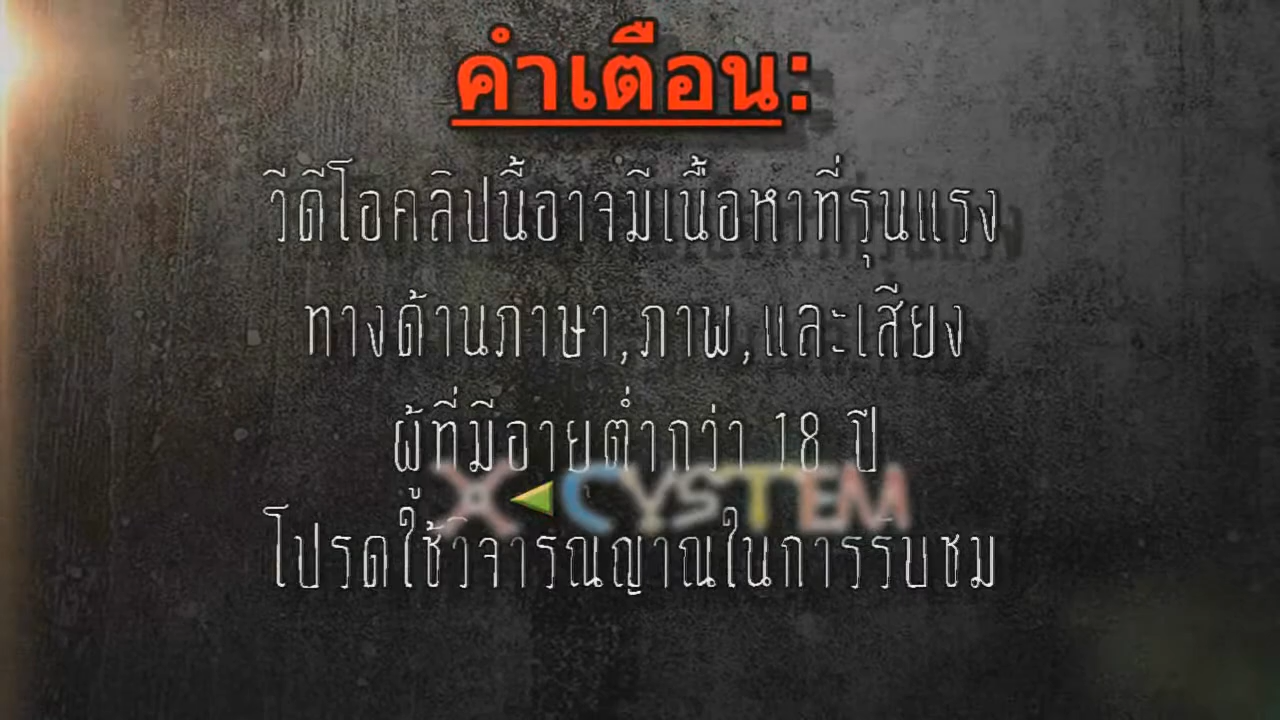 คำเตือน:
วีดีโอคลิปนี้อาจมีเนื้อหาที่รุนแรง
ทางด้านภาษา,ภาพ,และเสียง
ผู้ที่มีอายุต่ำกว่า 18 ปี
X CYSTEM
โปรดใช้วิจารณญาณในการรับชม